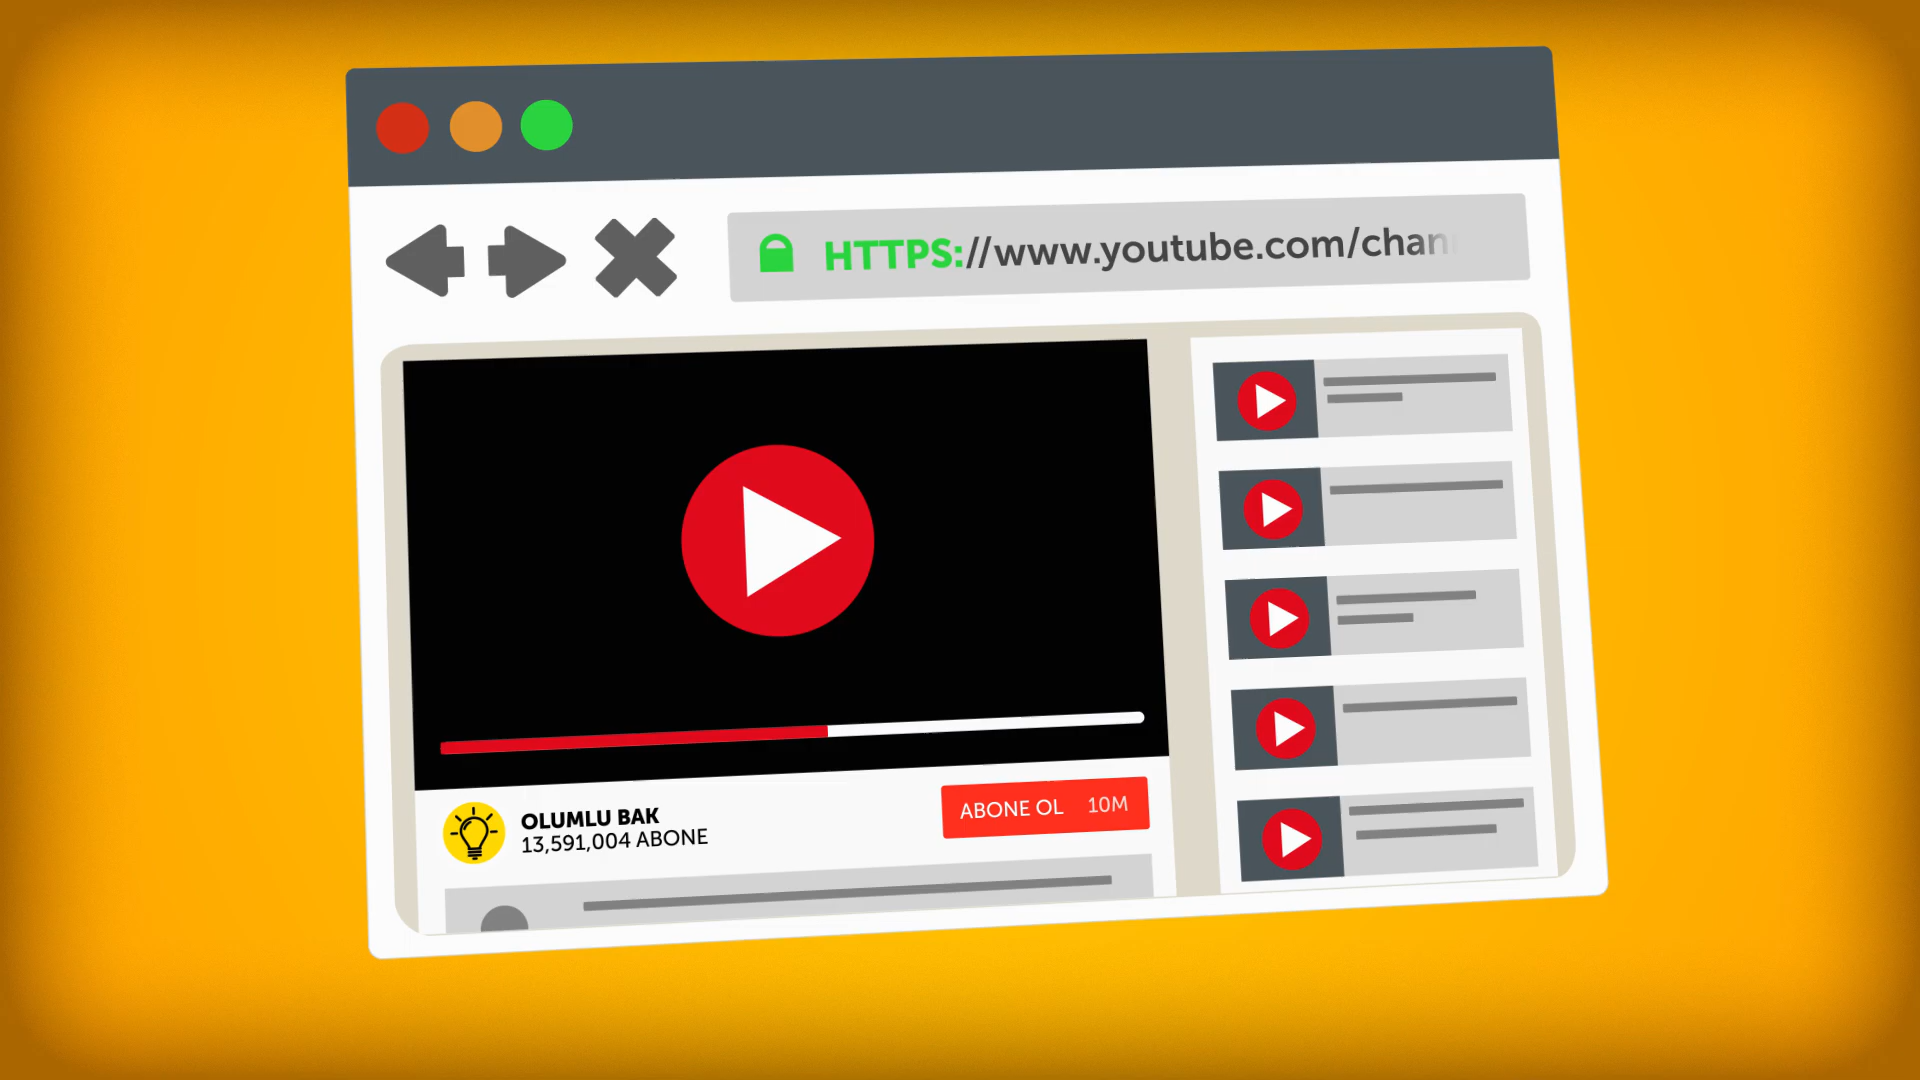 HTTPS://www.youtube.com/chan
OLUMLU BAK
13,591,004 ABONE
ABONE OL 10M